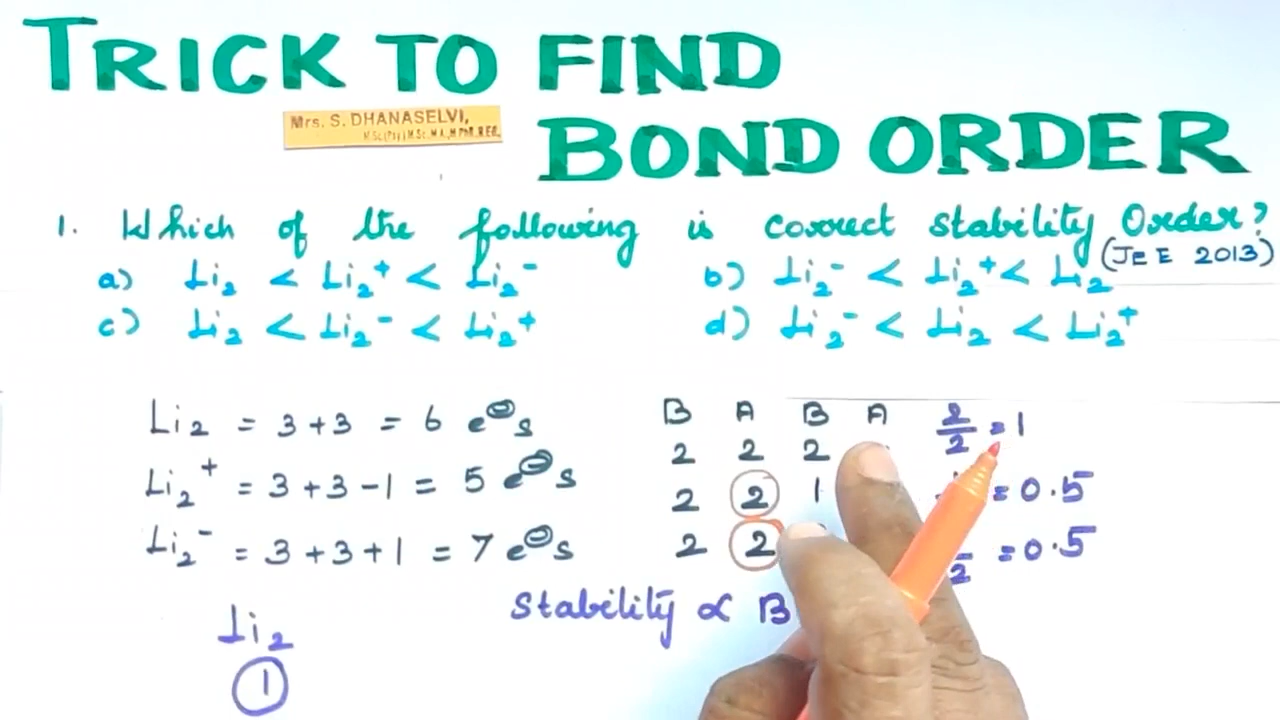 TRICK TO FIND
BOND ORDER
Mrs. S. DHANASELVI,
1. Which of the following is correct stability Order?
(JEE 2013)
a) Li₂ < Li₂⁺ < Li₂⁻
b) Li₂⁻ < Li₂⁺ < Li₂
c) Li₂ < Li₂⁻ < Li₂⁺
d) Li₂⁻ < Li₂ < Li₂⁺
Li₂ = 3+3 = 6 e⊖s
Li₂⁺ = 3+3-1 = 5 e⊖s
Li₂⁻ = 3+3+1 = 7 e⊖s
B A B A
2 2 2
2 2 1
2 2
2/2 = 1
= 0.5
2 = 0.5
Stability ∝ B
Li₂
1